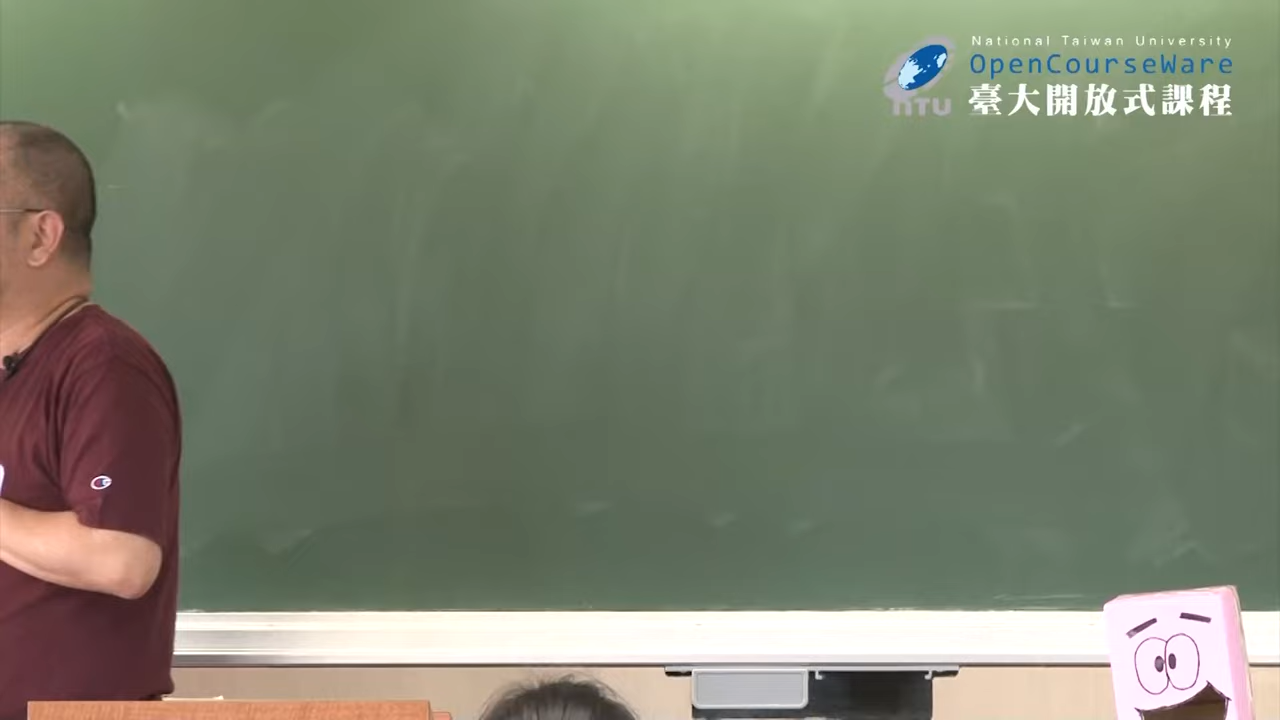 National Taiwan University
OpenCourseWare
臺大開放式課程
NTU